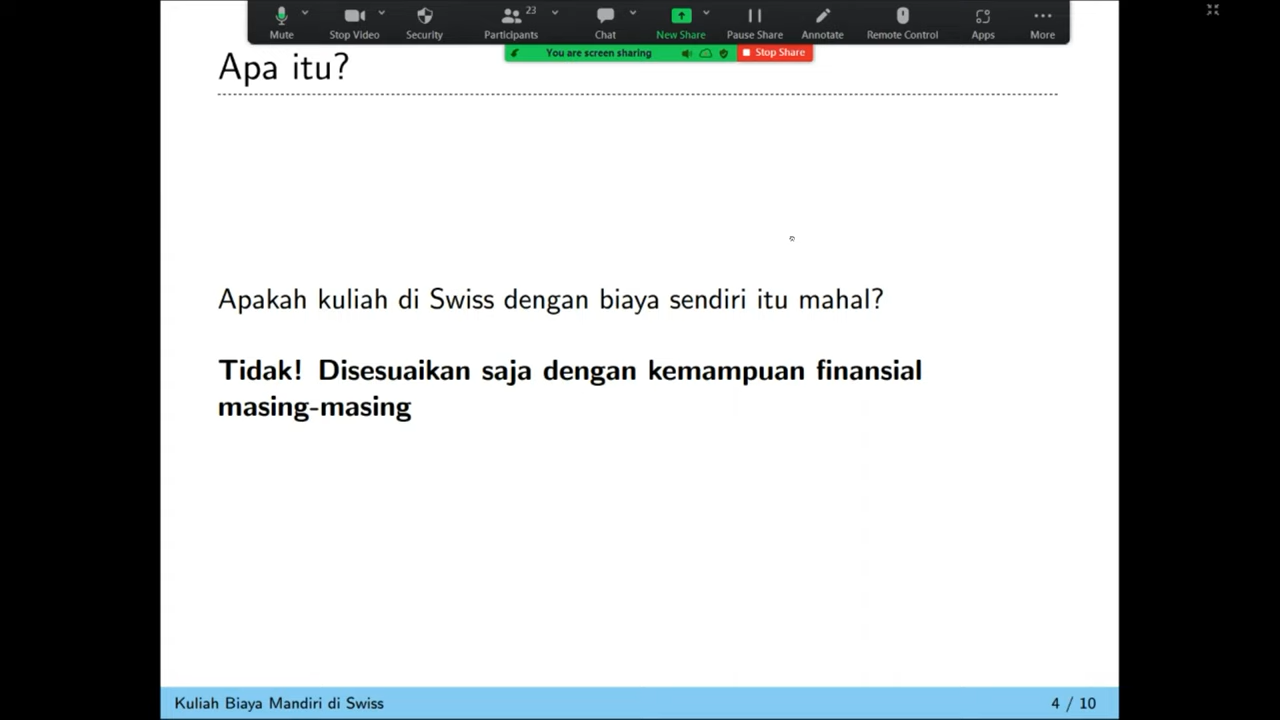 23
Mute
Stop Video
Security
Participants
Chat
New Share
Pause Share
Annotate
Remote Control
Apps
More
You are screen sharing
Stop Share
Apa itu?
Apakah kuliah di Swiss dengan biaya sendiri itu mahal?
Tidak! Disesuaikan saja dengan kemampuan finansial
masing-masing
Kuliah Biaya Mandiri di Swiss
4 / 10